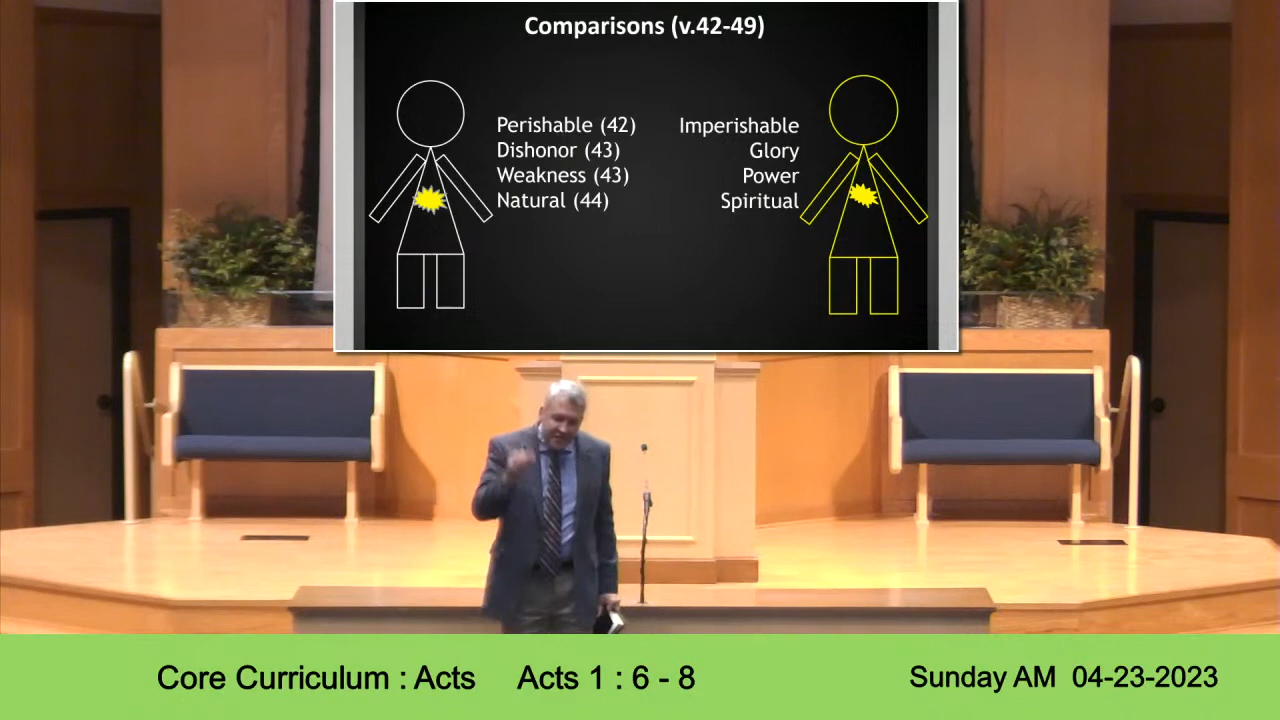 Comparisons (v.42-49)
Perishable (42)
Dishonor (43)
Weakness (43)
Natural (44)
Imperishable
Glory
Power
Spiritual
Core Curriculum : Acts Acts 1 : 6 - 8 Sunday AM 04-23-2023